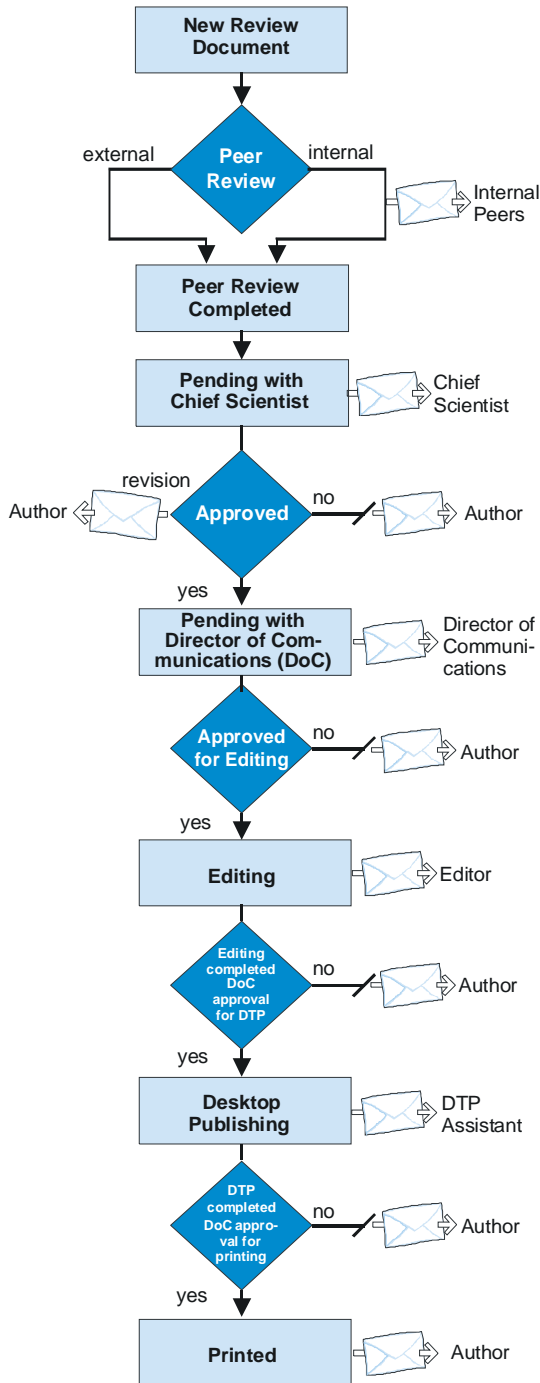 New Review
Document
external
internal
Peer
Review
Internal
Peers
Peer Review
Completed
Pending with
Chief Scientist
Chief
Scientist
revision
Author
Approved
no
Author
yes
Pending with
Director of Com-
munications (DoC)
Director of
Communi-
cations
Approved
for Editing
no
Author
yes
Editing
Editor
Editing
completed
DoC
approval
for DTP
no
Author
yes
Desktop
Publishing
DTP
Assistant
DTP
completed
DoC appro-
val for
printing
no
Author
yes
Printed
Author